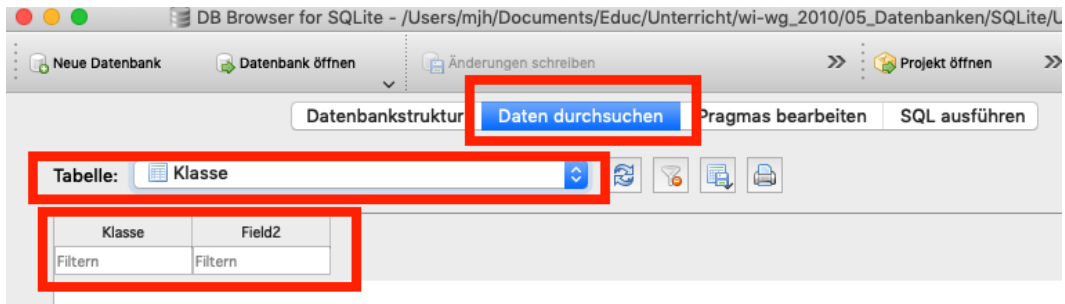 DB Browser for SQLite - /Users/mjh/Documents/Educ/Unterricht/wi-wg_2010/05_Datenbanken/SQLite/U
Neue Datenbank Datenbank öffnen Änderungen schreiben » Projekt öffnen »
Datenbankstruktur Daten durchsuchen Pragmas bearbeiten SQL ausführen
Tabelle: Klasse
Klasse Field2
Filtern Filtern